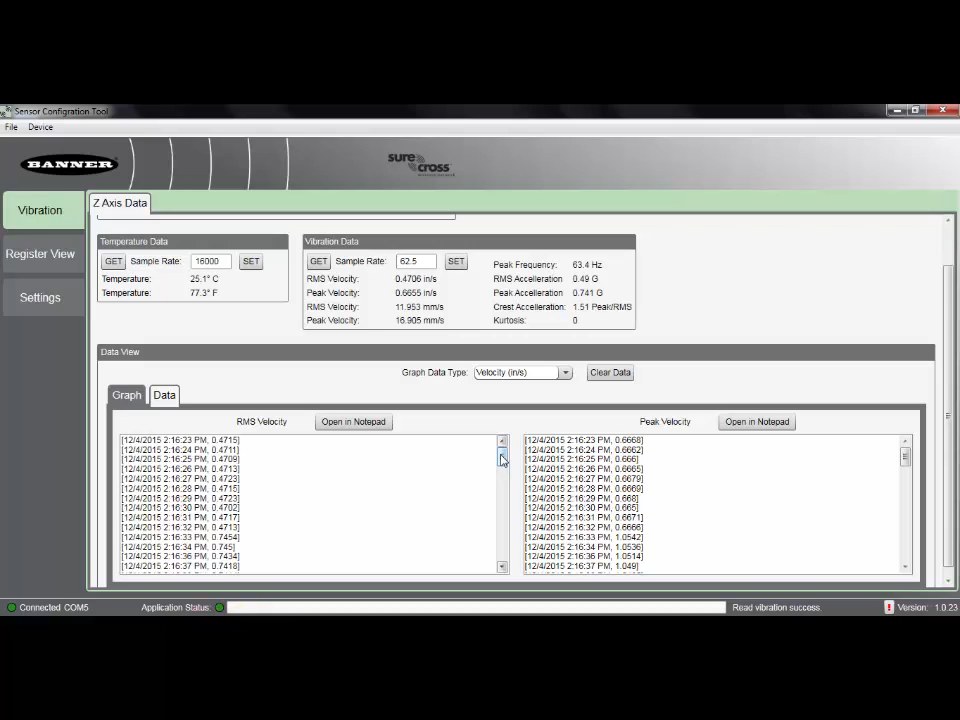 Sensor Configration Tool
File Device
BANNER
sure cross
Vibration
Register View
Settings
Z Axis Data
Temperature Data
GET Sample Rate: 16000 SET
Temperature: 25.1° C
Temperature: 77.3° F
Vibration Data
GET Sample Rate: 62.5 SET
RMS Velocity: 0.4706 in/s
Peak Velocity: 0.6655 in/s
RMS Velocity: 11.953 mm/s
Peak Velocity: 16.905 mm/s
Peak Frequency: 63.4 Hz
RMS Accelleration 0.49 G
Peak Accelleration 0.741 G
Crest Accelleration: 1.51 Peak/RMS
Kurtosis: 0
Data View
Graph Data Type: Velocity (in/s) Clear Data
Graph Data
RMS Velocity Open in Notepad
[12/4/2015 2:16:23 PM, 0.4715]
[12/4/2015 2:16:24 PM, 0.4711]
[12/4/2015 2:16:25 PM, 0.4709]
[12/4/2015 2:16:26 PM, 0.4713]
[12/4/2015 2:16:27 PM, 0.4723]
[12/4/2015 2:16:28 PM, 0.4715]
[12/4/2015 2:16:29 PM, 0.4723]
[12/4/2015 2:16:30 PM, 0.4702]
[12/4/2015 2:16:31 PM, 0.4717]
[12/4/2015 2:16:32 PM, 0.4713]
[12/4/2015 2:16:33 PM, 0.7454]
[12/4/2015 2:16:34 PM, 0.745]
[12/4/2015 2:16:36 PM, 0.7434]
[12/4/2015 2:16:37 PM, 0.7418]
Peak Velocity Open in Notepad
[12/4/2015 2:16:23 PM, 0.6668]
[12/4/2015 2:16:24 PM, 0.6662]
[12/4/2015 2:16:25 PM, 0.666]
[12/4/2015 2:16:26 PM, 0.6665]
[12/4/2015 2:16:27 PM, 0.6679]
[12/4/2015 2:16:28 PM, 0.6669]
[12/4/2015 2:16:29 PM, 0.668]
[12/4/2015 2:16:30 PM, 0.665]
[12/4/2015 2:16:31 PM, 0.6671]
[12/4/2015 2:16:32 PM, 0.6666]
[12/4/2015 2:16:33 PM, 1.0542]
[12/4/2015 2:16:34 PM, 1.0536]
[12/4/2015 2:16:36 PM, 1.0514]
[12/4/2015 2:16:37 PM, 1.049]
Connected COM5 Application Status: Read vibration success. ! Version: 1.0.23